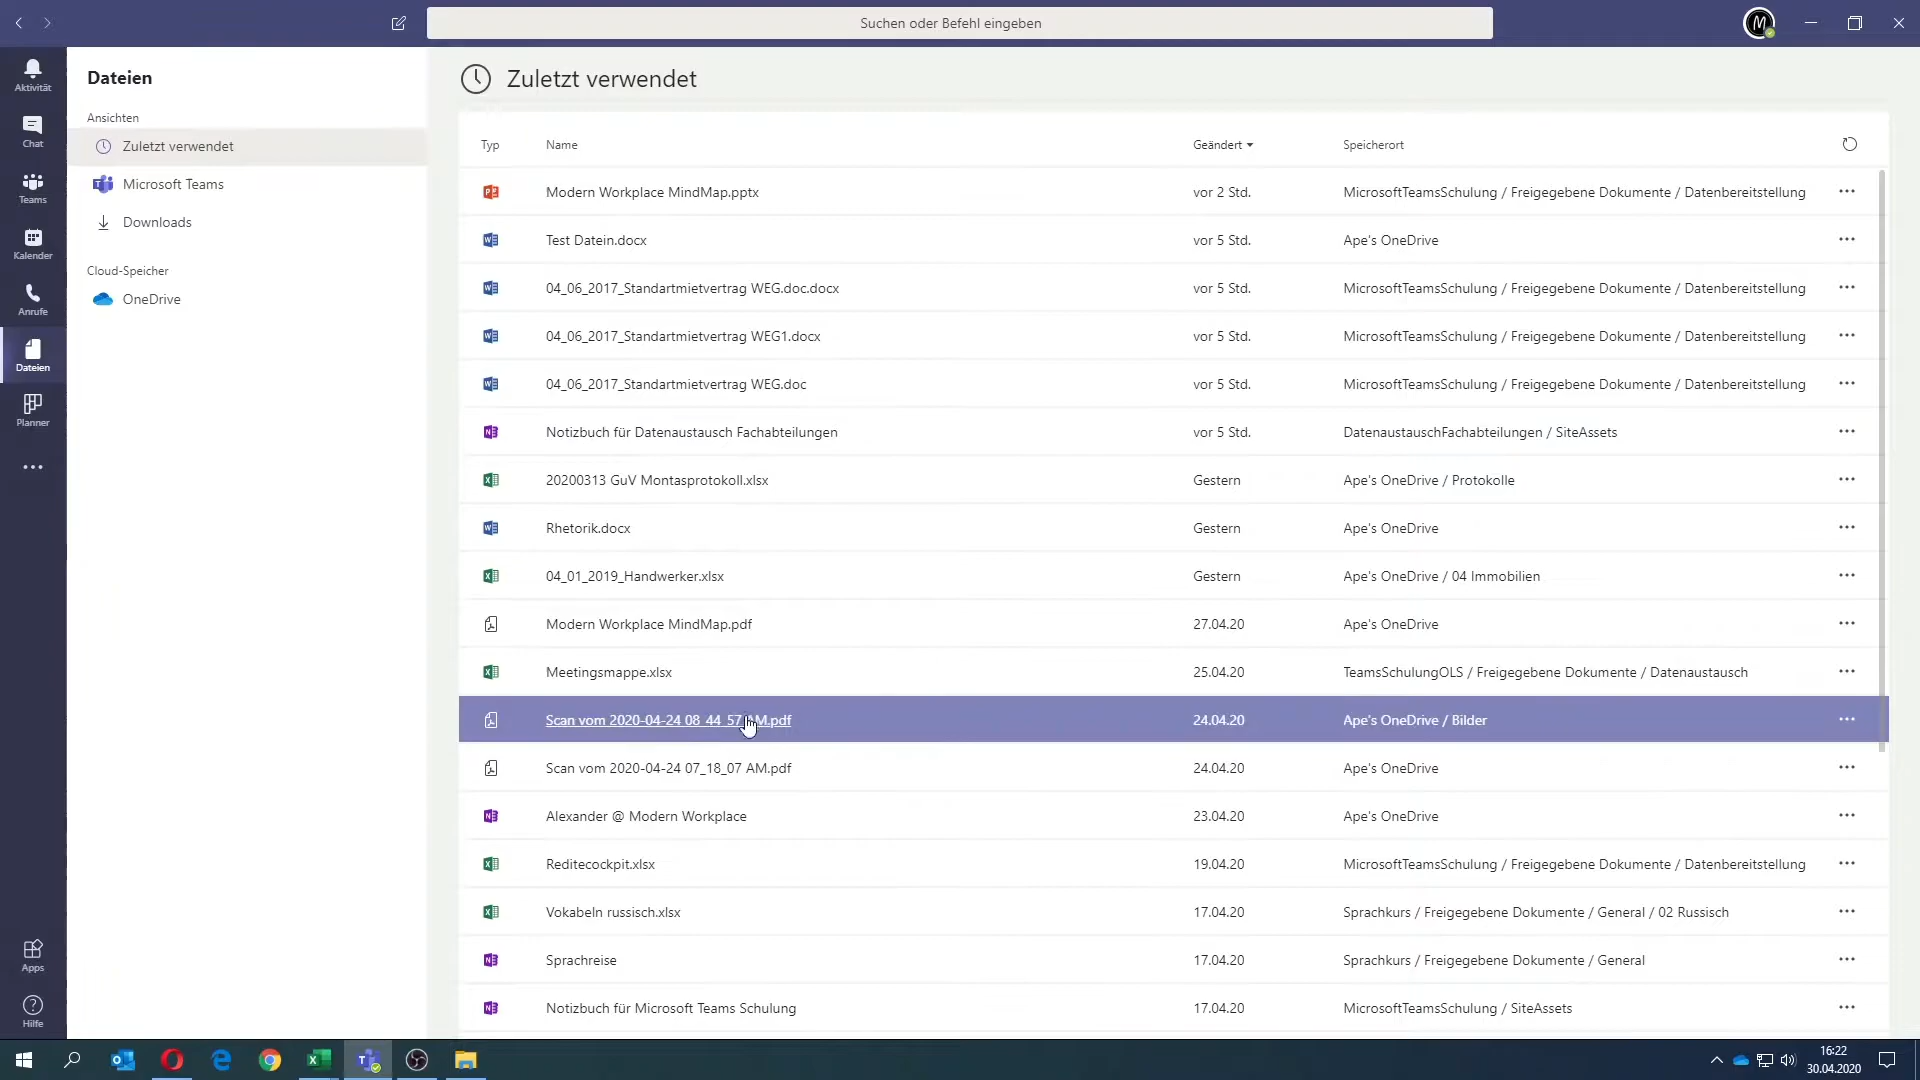 Suchen oder Befehl eingeben
Aktivität
Chat
Teams
Kalender
Anrufe
Dateien
Planner
Apps
Hilfe
Dateien
Ansichten
Zuletzt verwendet
Microsoft Teams
Downloads
Cloud-Speicher
OneDrive
Zuletzt verwendet
Typ Name Geändert Speicherort
Modern Workplace MindMap.pptx vor 2 Std. MicrosoftTeamsSchulung / Freigegebene Dokumente / Datenbereitstellung
Test Datein.docx vor 5 Std. Ape's OneDrive
04_06_2017_Standartmietvertrag WEG.doc.docx vor 5 Std. MicrosoftTeamsSchulung / Freigegebene Dokumente / Datenbereitstellung
04_06_2017_Standartmietvertrag WEG1.docx vor 5 Std. MicrosoftTeamsSchulung / Freigegebene Dokumente / Datenbereitstellung
04_06_2017_Standartmietvertrag WEG.doc vor 5 Std. MicrosoftTeamsSchulung / Freigegebene Dokumente / Datenbereitstellung
Notizbuch für Datenaustausch Fachabteilungen vor 5 Std. DatenaustauschFachabteilungen / SiteAssets
20200313 GuV Montasprotokoll.xlsx Gestern Ape's OneDrive / Protokolle
Rhetorik.docx Gestern Ape's OneDrive
04_01_2019_Handwerker.xlsx Gestern Ape's OneDrive / 04 Immobilien
Modern Workplace MindMap.pdf 27.04.20 Ape's OneDrive
Meetingsmappe.xlsx 25.04.20 TeamsSchulungOLS / Freigegebene Dokumente / Datenaustausch
Scan vom 2020-04-24 08_44_57 AM.pdf 24.04.20 Ape's OneDrive / Bilder
Scan vom 2020-04-24 07_18_07 AM.pdf 24.04.20 Ape's OneDrive
Alexander @ Modern Workplace 23.04.20 Ape's OneDrive
Reditecockpit.xlsx 19.04.20 MicrosoftTeamsSchulung / Freigegebene Dokumente / Datenbereitstellung
Vokabeln russisch.xlsx 17.04.20 Sprachkurs / Freigegebene Dokumente / General / 02 Russisch
Sprachreise 17.04.20 Sprachkurs / Freigegebene Dokumente / General
Notizbuch für Microsoft Teams Schulung 17.04.20 MicrosoftTeamsSchulung / SiteAssets
16:22
30.04.2020